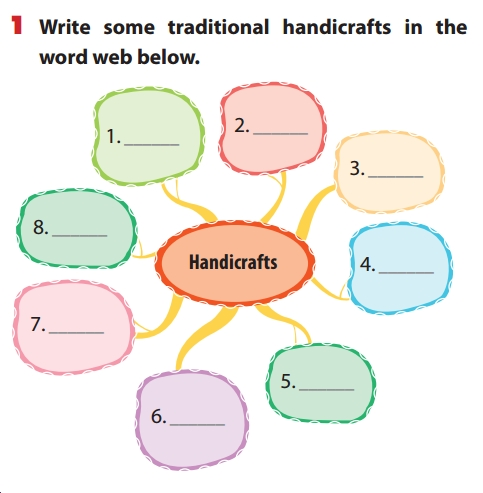 1 Write some traditional handicrafts in the
word web below.
1. ______
2. ______
3. ______
8. ______
Handicrafts
4. ______
7. ______
5. ______
6. ______